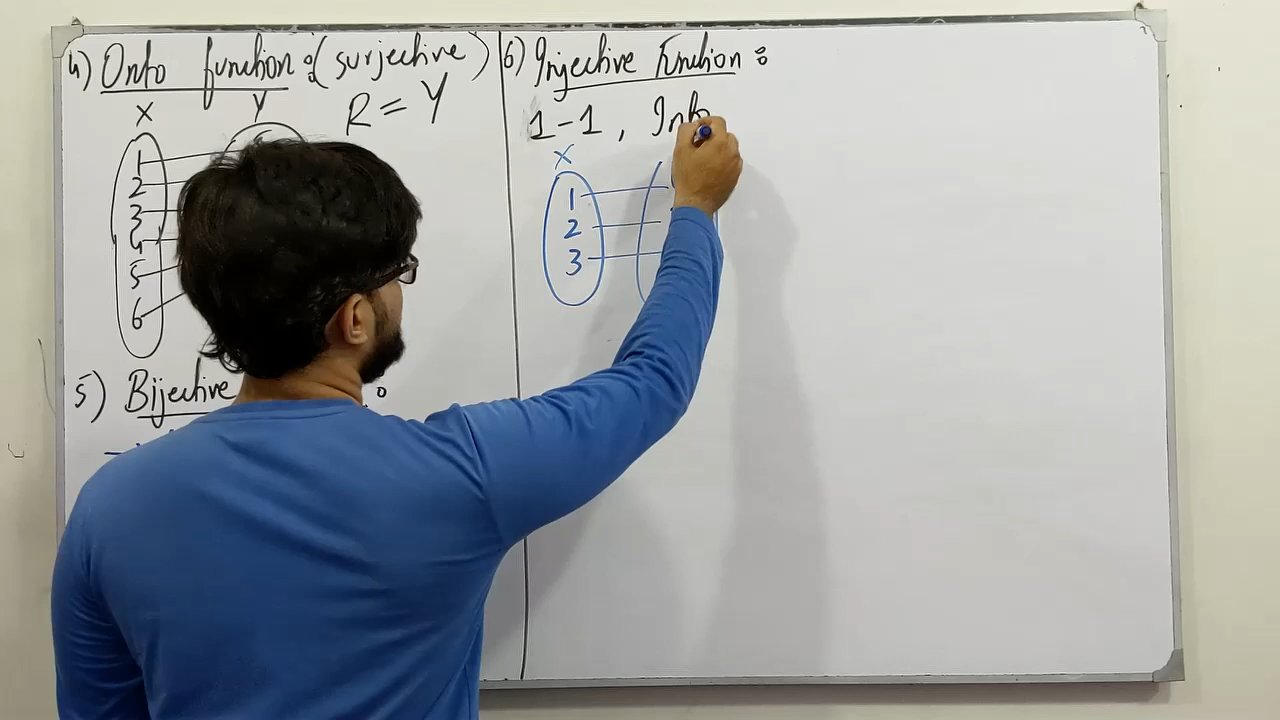 4) Onto function : (surjective)
R = Y
X Y
1
2
3
4
5
6
5) Bijective
6) Injective Function :
1-1 , Into
X
1
2
3